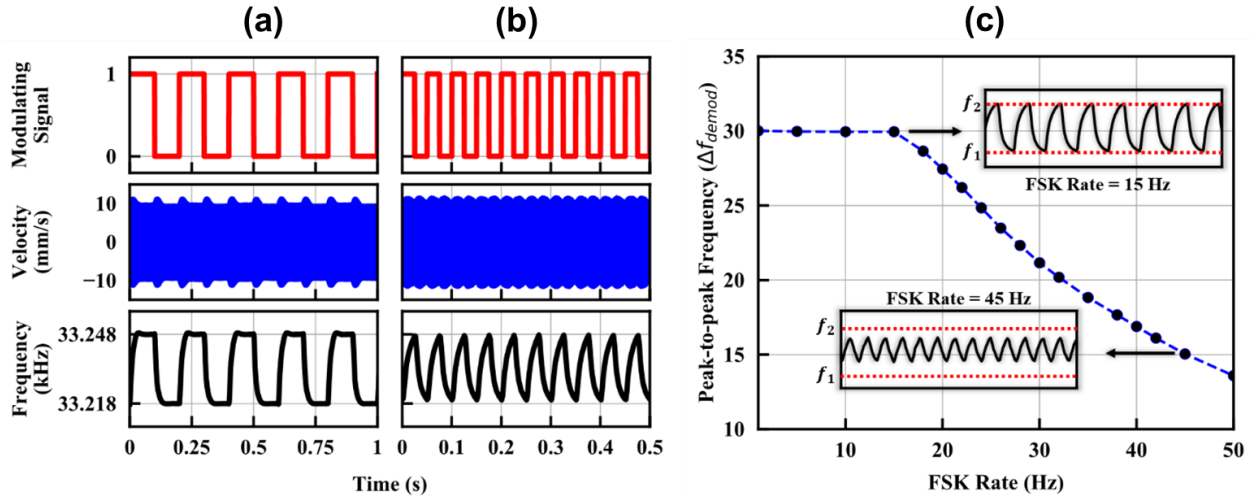 (a)
(b)
(c)
Modulating
Signal
1
0
Velocity
(mm/s)
10
0
−10
Frequency
(kHz)
33.248
33.218
0 0.25 0.5 0.75 1
0 0.1 0.2 0.3 0.4 0.5
Time (s)
Peak-to-peak Frequency (Δf_demod)
35
30
25
20
15
10
f₂
f₁
FSK Rate = 15 Hz
FSK Rate = 45 Hz
f₂
f₁
10 20 30 40 50
FSK Rate (Hz)